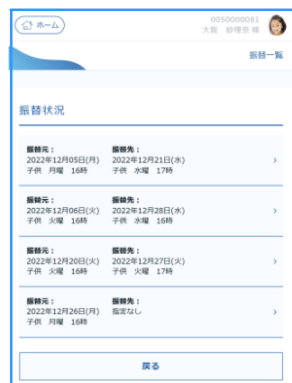 ホーム
0050000081
大阪 紗理奈 様
振替一覧
振替状況
振替元： 振替先：
2022年12月05日(月) 2022年12月21日(水)
子供 月曜 16時 子供 水曜 17時
振替元： 振替先：
2022年12月06日(火) 2022年12月28日(水)
子供 火曜 16時 子供 水曜 16時
振替元： 振替先：
2022年12月20日(火) 2022年12月27日(火)
子供 火曜 16時 子供 火曜 17時
振替元： 振替先：
2022年12月26日(月) 指定なし
子供 月曜 16時
戻る